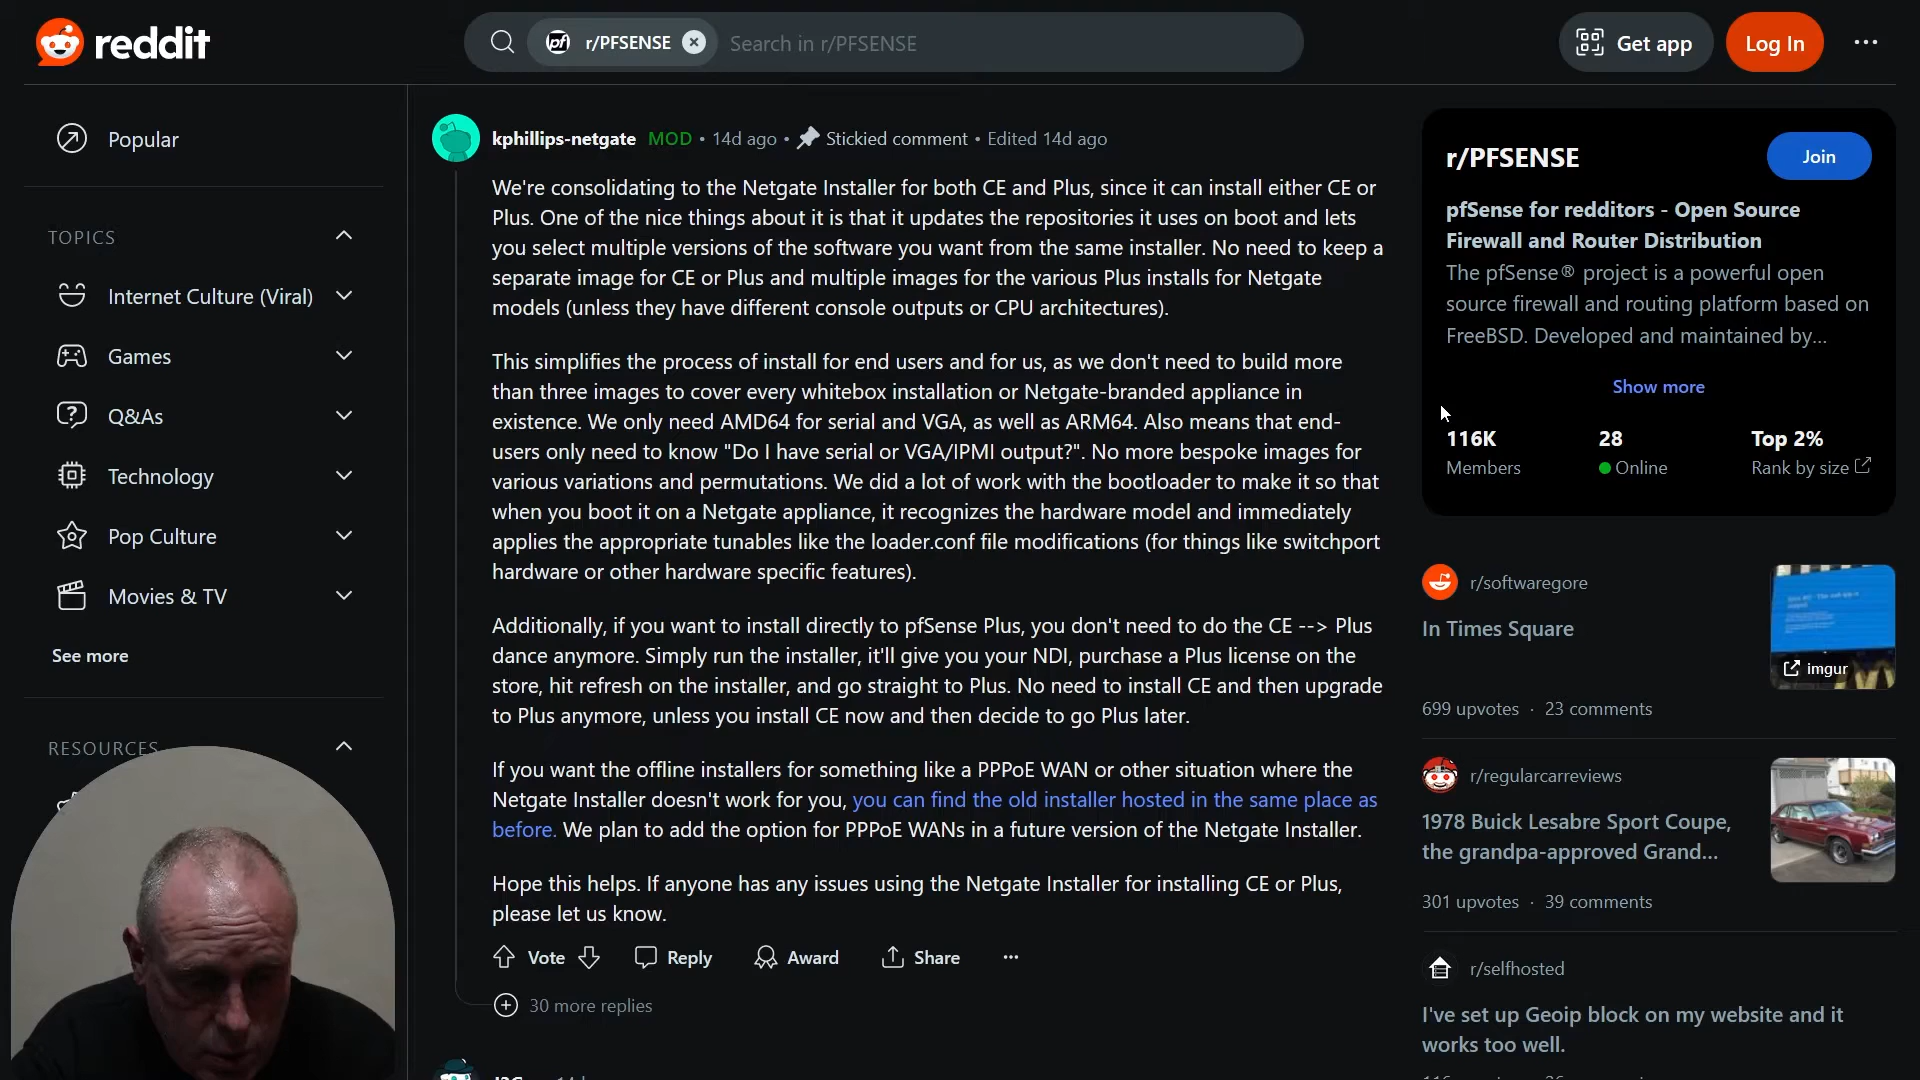 reddit
r/PFSENSE
Search in r/PFSENSE
Get app
Log In
Popular
TOPICS
Internet Culture (Viral)
Games
Q&As
Technology
Pop Culture
Movies & TV
See more
RESOURCES
kphillips-netgate MOD • 14d ago • Stickied comment • Edited 14d ago
We're consolidating to the Netgate Installer for both CE and Plus, since it can install either CE or
Plus. One of the nice things about it is that it updates the repositories it uses on boot and lets
you select multiple versions of the software you want from the same installer. No need to keep a
separate image for CE or Plus and multiple images for the various Plus installs for Netgate
models (unless they have different console outputs or CPU architectures).
This simplifies the process of install for end users and for us, as we don't need to build more
than three images to cover every whitebox installation or Netgate-branded appliance in
existence. We only need AMD64 for serial and VGA, as well as ARM64. Also means that end-
users only need to know "Do I have serial or VGA/IPMI output?". No more bespoke images for
various variations and permutations. We did a lot of work with the bootloader to make it so that
when you boot it on a Netgate appliance, it recognizes the hardware model and immediately
applies the appropriate tunables like the loader.conf file modifications (for things like switchport
hardware or other hardware specific features).
Additionally, if you want to install directly to pfSense Plus, you don't need to do the CE --> Plus
dance anymore. Simply run the installer, it'll give you your NDI, purchase a Plus license on the
store, hit refresh on the installer, and go straight to Plus. No need to install CE and then upgrade
to Plus anymore, unless you install CE now and then decide to go Plus later.
If you want the offline installers for something like a PPPoE WAN or other situation where the
Netgate Installer doesn't work for you, you can find the old installer hosted in the same place as
before. We plan to add the option for PPPoE WANs in a future version of the Netgate Installer.
Hope this helps. If anyone has any issues using the Netgate Installer for installing CE or Plus,
please let us know.
Vote Reply Award Share
30 more replies
r/PFSENSE
Join
pfSense for redditors - Open Source
Firewall and Router Distribution
The pfSense® project is a powerful open
source firewall and routing platform based on
FreeBSD. Developed and maintained by...
Show more
116K 28 Top 2%
Members Online Rank by size
r/softwaregore
In Times Square
imgur
699 upvotes · 23 comments
r/regularcarreviews
1978 Buick Lesabre Sport Coupe,
the grandpa-approved Grand...
301 upvotes · 39 comments
r/selfhosted
I've set up Geoip block on my website and it
works too well.